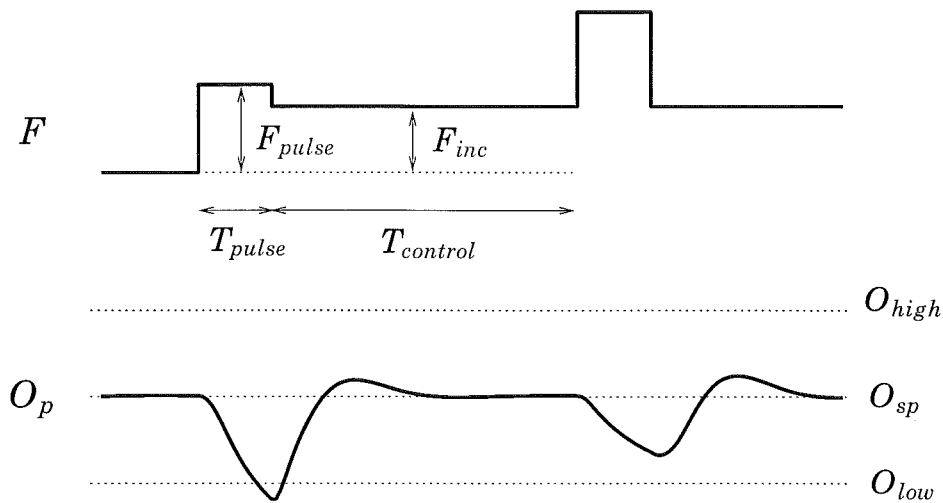 F
F_pulse
F_inc
T_pulse
T_control
O_high
O_p
O_sp
O_low